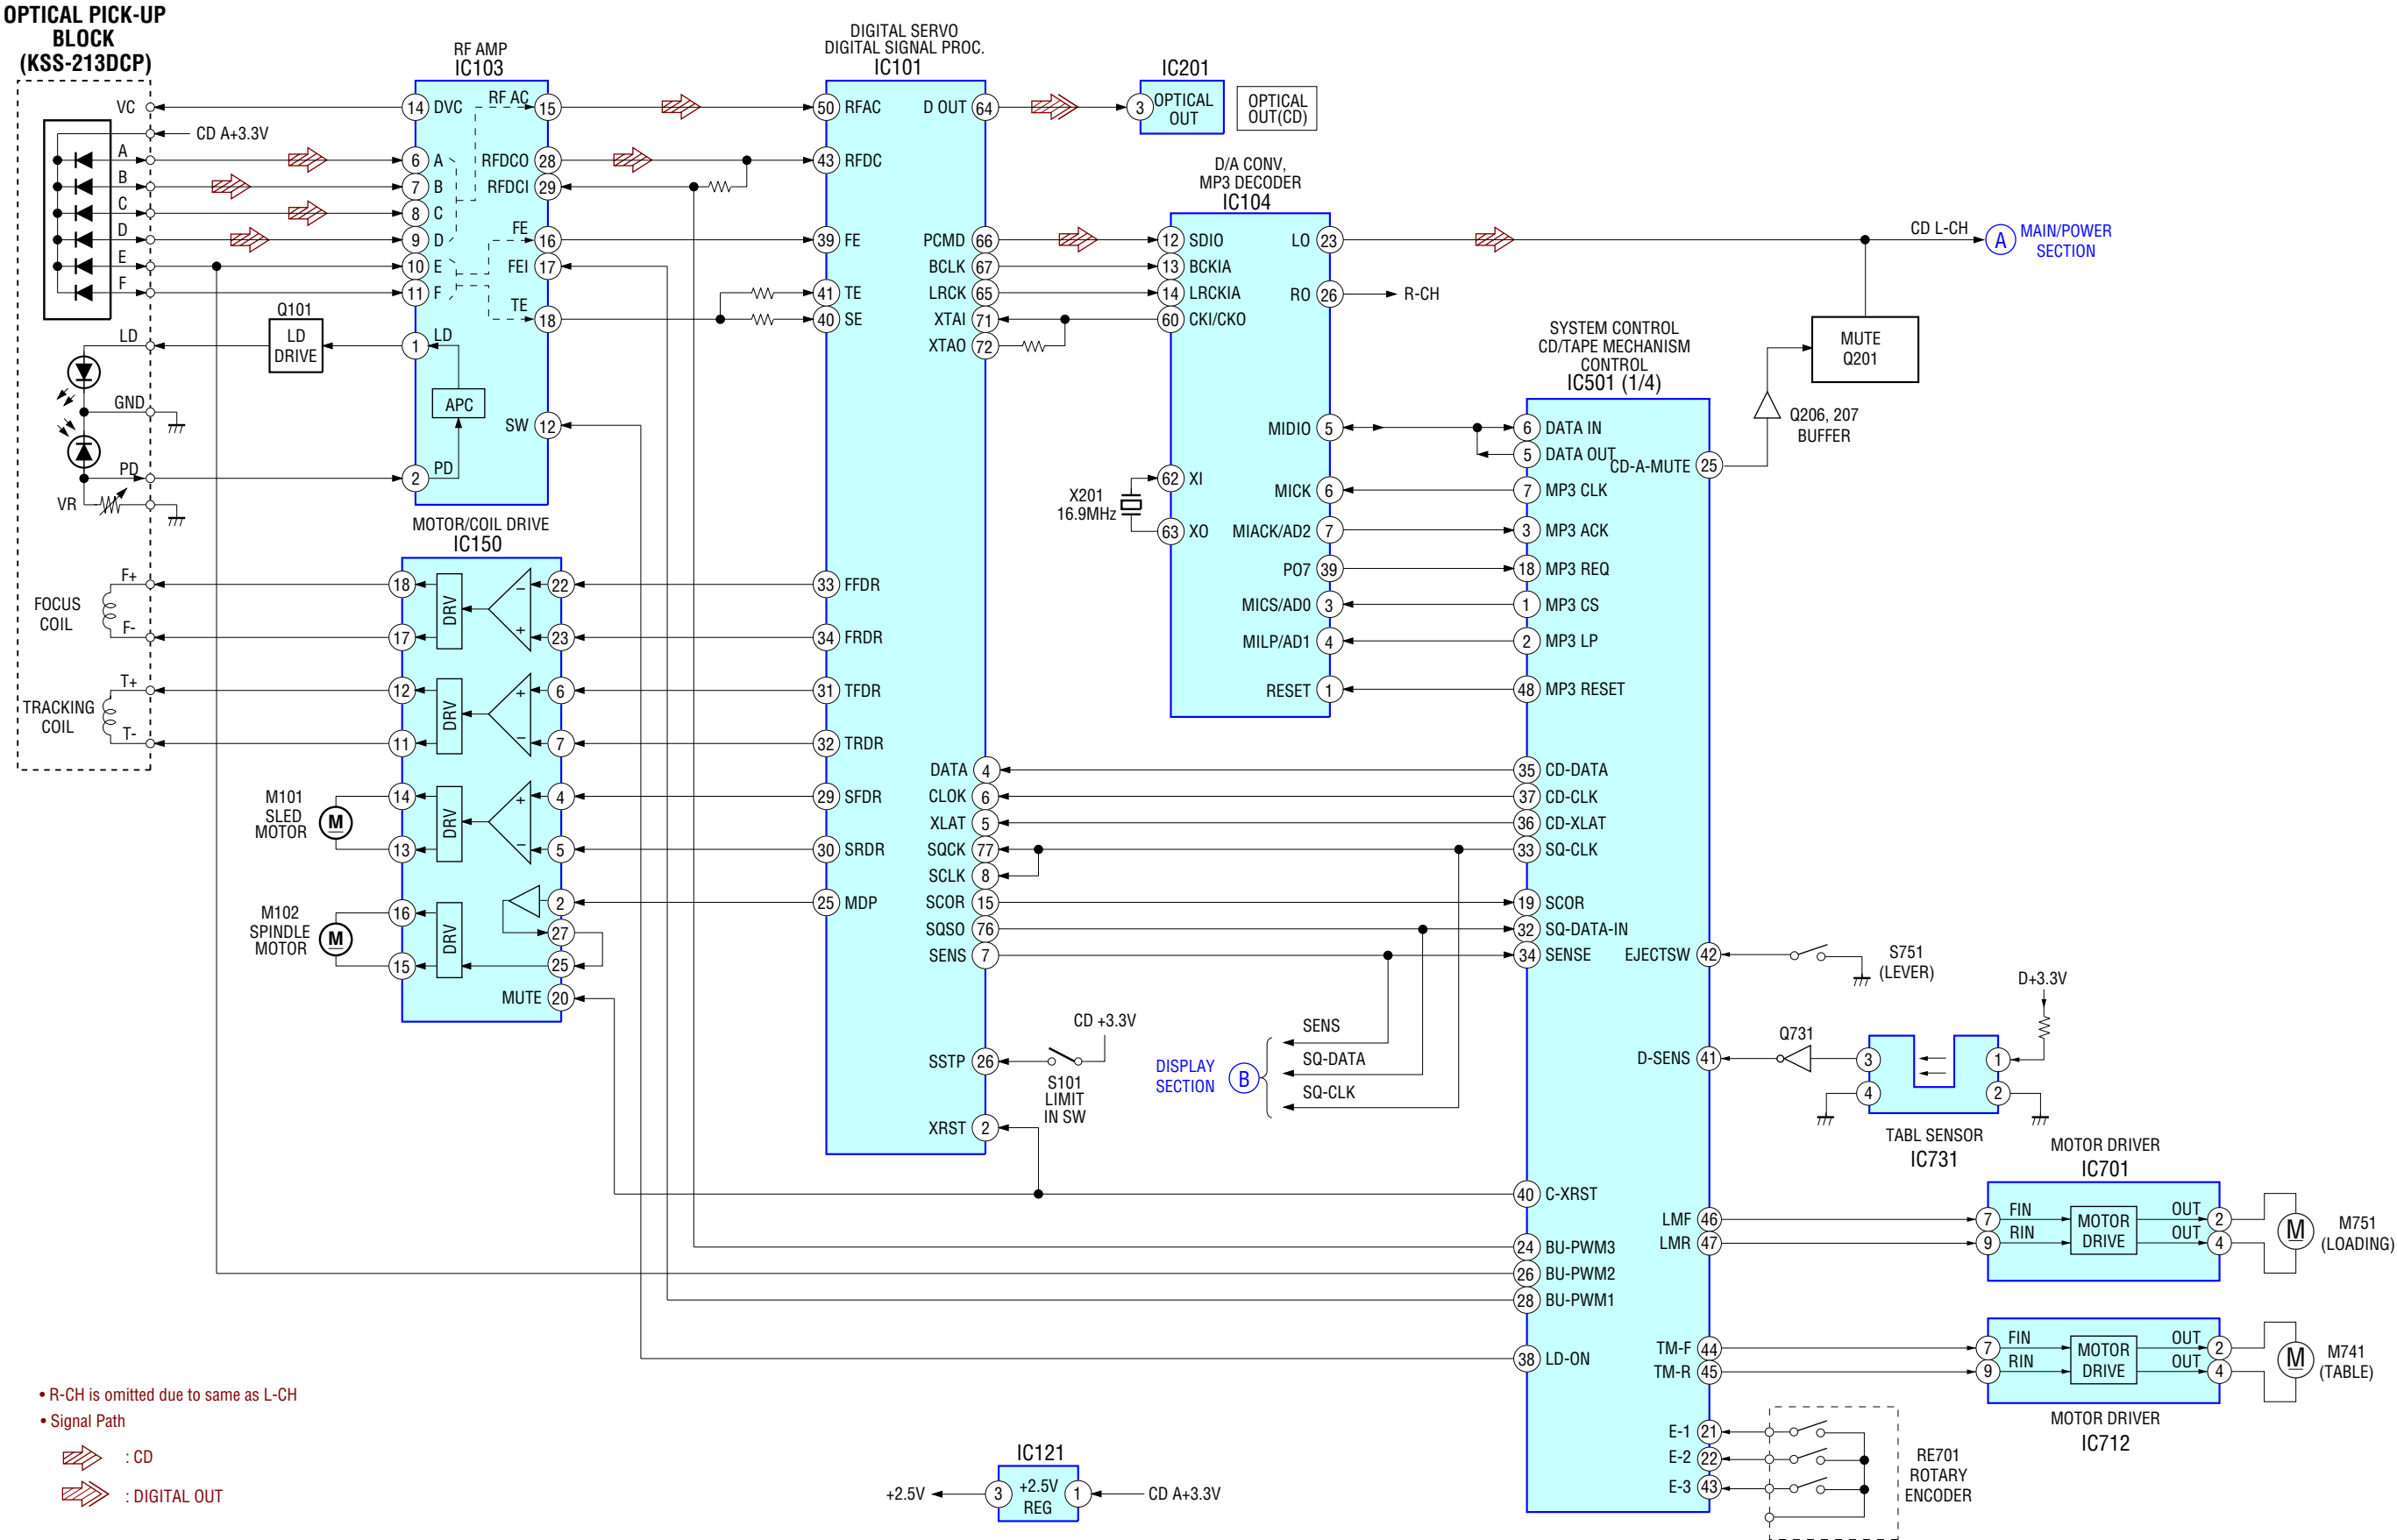 OPTICAL PICK-UP
BLOCK
(KSS-213DCP)
VC
CD A+3.3V
A
B
C
D
E
F
LD
GND
PD
VR
Q101
LD
DRIVE
F+
FOCUS
COIL
F-
T+
TRACKING
COIL
T-
M101
SLED
MOTOR
M
M102
SPINDLE
MOTOR
M
RF AMP
IC103
14 DVC
RF AC 15
6 A
RFDCO 28
7 B
RFDCI 29
8 C
9 D
FE 16
10 E
FEI 17
11 F
TE 18
1 LD
APC
SW 12
2 PD
MOTOR/COIL DRIVE
IC150
18 DRV − 22
17 + 23
12 DRV + 6
11 − 7
14 DRV + 4
13 − 5
16 DRV 2
27
15 25
MUTE 20
DIGITAL SERVO
DIGITAL SIGNAL PROC.
IC101
50 RFAC
D OUT 64
43 RFDC
39 FE
PCMD 66
BCLK 67
41 TE
LRCK 65
40 SE
XTAI 71
XTAO 72
33 FFDR
34 FRDR
31 TFDR
32 TRDR
DATA 4
29 SFDR
CLOK 6
XLAT 5
30 SRDR
SQCK 77
SCLK 8
25 MDP
SCOR 15
SQSO 76
SENS 7
SSTP 26
XRST 2
CD +3.3V
S101
LIMIT
IN SW
IC201
3 OPTICAL
OUT
OPTICAL
OUT(CD)
D/A CONV,
MP3 DECODER
IC104
12 SDIO
LO 23
13 BCKIA
14 LRCKIA
RO 26
R-CH
60 CKI/CKO
MIDIO 5
62 XI
MICK 6
63 XO
MIACK/AD2 7
PO7 39
MICS/AD0 3
MILP/AD1 4
RESET 1
X201
16.9MHz
CD L-CH
A
MAIN/POWER
SECTION
MUTE
Q201
Q206, 207
BUFFER
SYSTEM CONTROL
CD/TAPE MECHANISM
CONTROL
IC501 (1/4)
6 DATA IN
5 DATA OUT
CD-A-MUTE 25
7 MP3 CLK
3 MP3 ACK
18 MP3 REQ
1 MP3 CS
2 MP3 LP
48 MP3 RESET
35 CD-DATA
37 CD-CLK
36 CD-XLAT
33 SQ-CLK
19 SCOR
32 SQ-DATA-IN
34 SENSE
EJECTSW 42
D-SENS 41
40 C-XRST
LMF 46
LMR 47
24 BU-PWM3
26 BU-PWM2
28 BU-PWM1
TM-F 44
38 LD-ON
TM-R 45
E-1 21
E-2 22
E-3 43
DISPLAY
SECTION
B
SENS
SQ-DATA
SQ-CLK
S751
(LEVER)
D+3.3V
Q731
3
1
4
2
TABL SENSOR
IC731
MOTOR DRIVER
IC701
7 FIN
MOTOR
DRIVE
OUT 2
9 RIN
OUT 4
M
M751
(LOADING)
7 FIN
MOTOR
DRIVE
OUT 2
9 RIN
OUT 4
M
M741
(TABLE)
MOTOR DRIVER
IC712
RE701
ROTARY
ENCODER
• R-CH is omitted due to same as L-CH
• Signal Path
: CD
: DIGITAL OUT
IC121
+2.5V
3
+2.5V
REG
1
CD A+3.3V